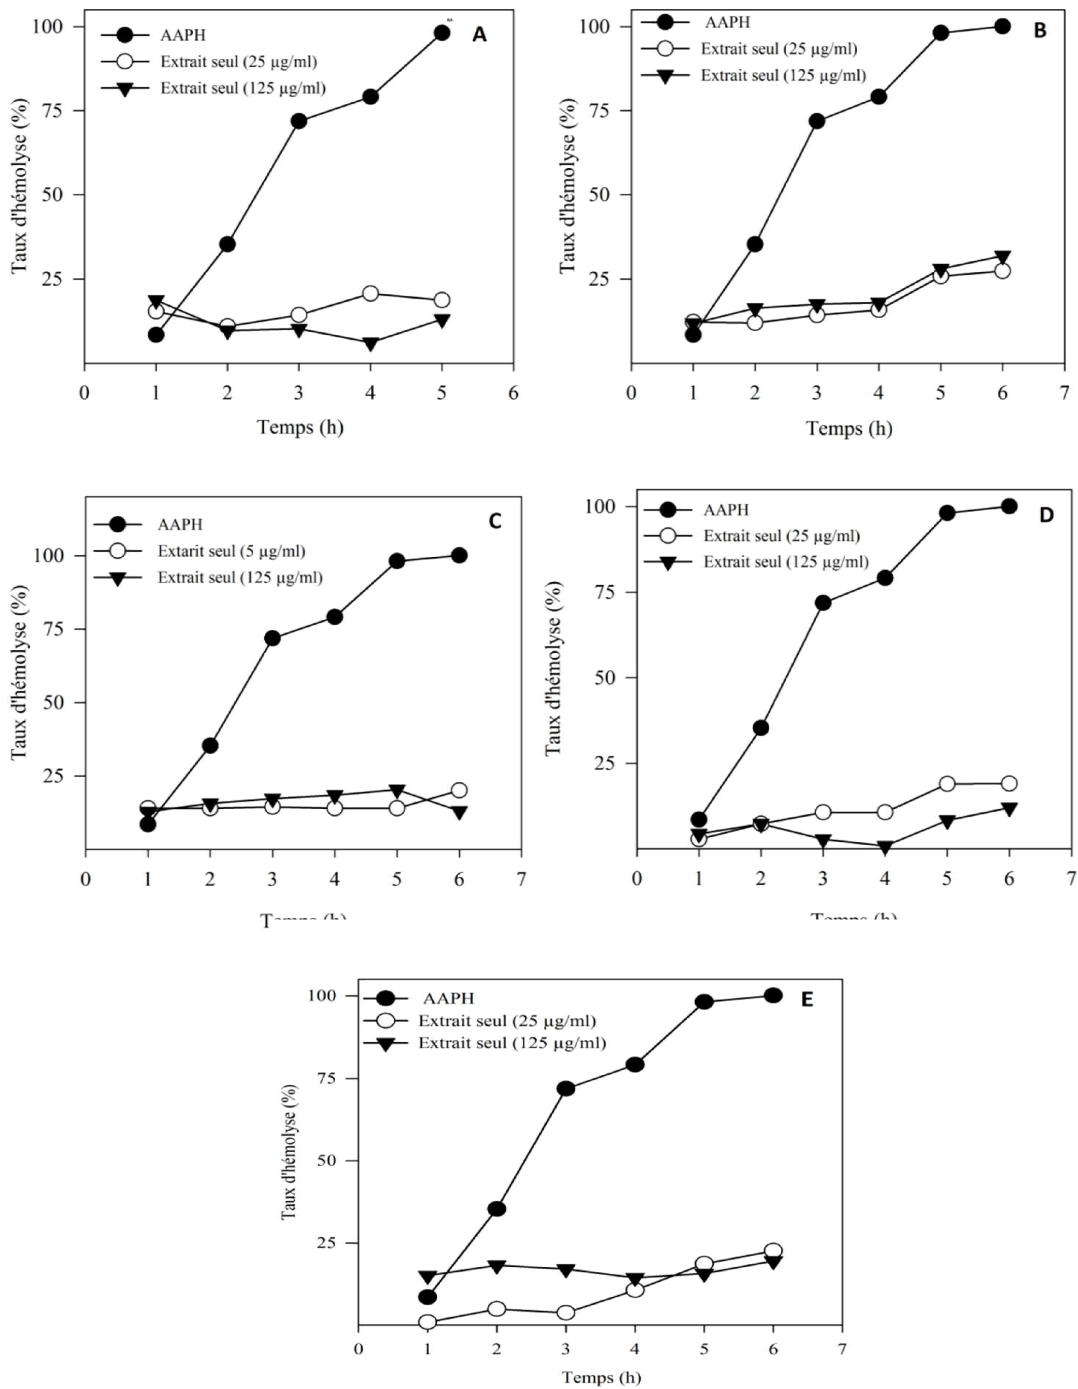 A
AAPH
Extrait seul (25 µg/ml)
Extrait seul (125 µg/ml)
100
75
50
25
Taux d'hémolyse (%)
0 1 2 3 4 5 6
Temps (h)
B
AAPH
Extrait seul (25 µg/ml)
Extrait seul (125 µg/ml)
100
75
50
25
Taux d'hémolyse (%)
0 1 2 3 4 5 6 7
Temps (h)
C
AAPH
Extarit seul (5 µg/ml)
Extrait seul (125 µg/ml)
100
75
50
25
Taux d'hémolyse (%)
0 1 2 3 4 5 6 7
Temps (h)
D
AAPH
Extrait seul (25 µg/ml)
Extrait seul (125 µg/ml)
100
75
50
25
Taux d'hémolyse (%)
0 1 2 3 4 5 6 7
Temps (h)
E
AAPH
Extrait seul (25 µg/ml)
Extrait seul (125 µg/ml)
100
75
50
25
Taux d'hémolyse (%)
0 1 2 3 4 5 6 7
Temps (h)